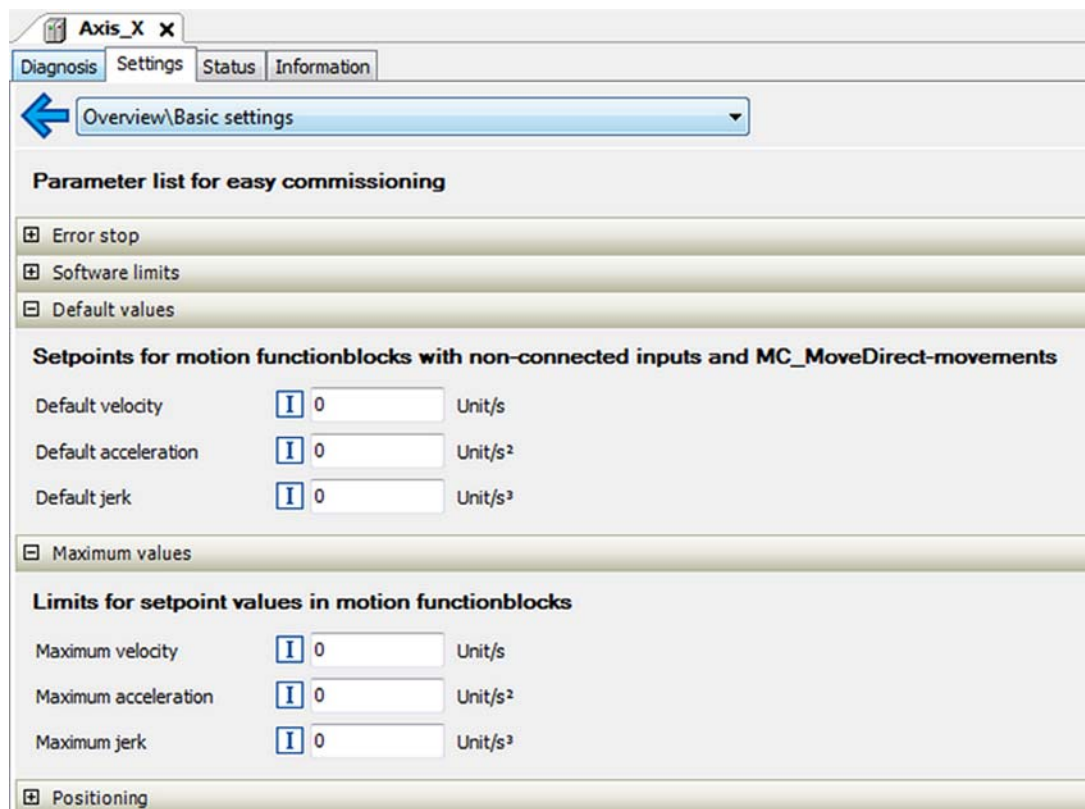 Axis_X
Diagnosis Settings Status Information
Overview\Basic settings
Parameter list for easy commissioning
Error stop
Software limits
Default values
Setpoints for motion functionblocks with non-connected inputs and MC_MoveDirect-movements
Default velocity I 0 Unit/s
Default acceleration I 0 Unit/s²
Default jerk I 0 Unit/s³
Maximum values
Limits for setpoint values in motion functionblocks
Maximum velocity I 0 Unit/s
Maximum acceleration I 0 Unit/s²
Maximum jerk I 0 Unit/s³
Positioning